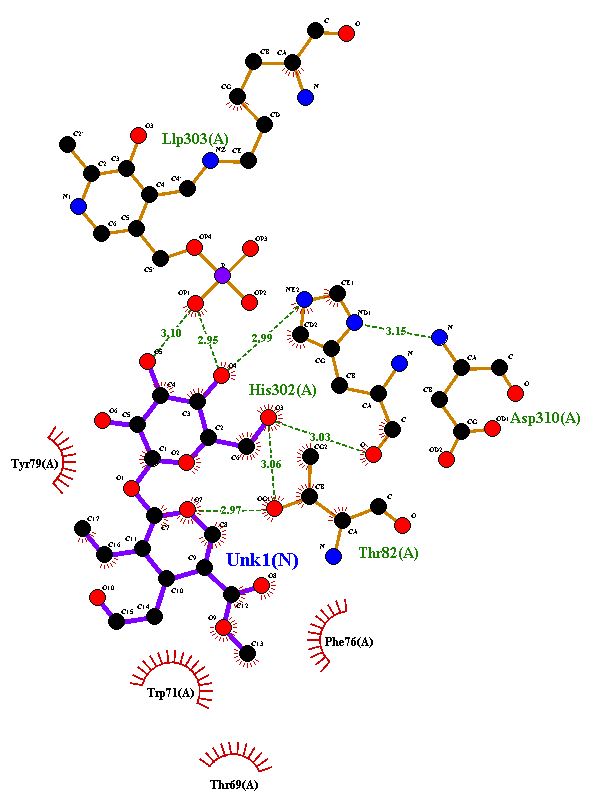 C
O
CB
CA
CG
N
CD
O3
Llp303(A)
C2'
NZ
CE
C3
C2
C4
C4'
N1
C5
C6
OP4
OP3
C5'
P
OP1
OP2
NE2
CE1
3.10
2.95
2.99
ND1
3.15
N
CD2
CG
O5
O4
N
CA
C
C4
CB
C3
His302(A)
CA
CB
O
O6
C5
O3
C
Asp310(A)
CG
OD1
C2
C6
3.03
O
OD2
Tyr79(A)
C1
O2
3.06
CG2
O1
CB
O7
2.97
C
C7
CA
O
C17
C8
C11
N
Thr82(A)
C16
Unk1(N)
C9
C10
O8
O10
C12
C15
C14
O9
Phe76(A)
C13
Trp71(A)
Thr69(A)